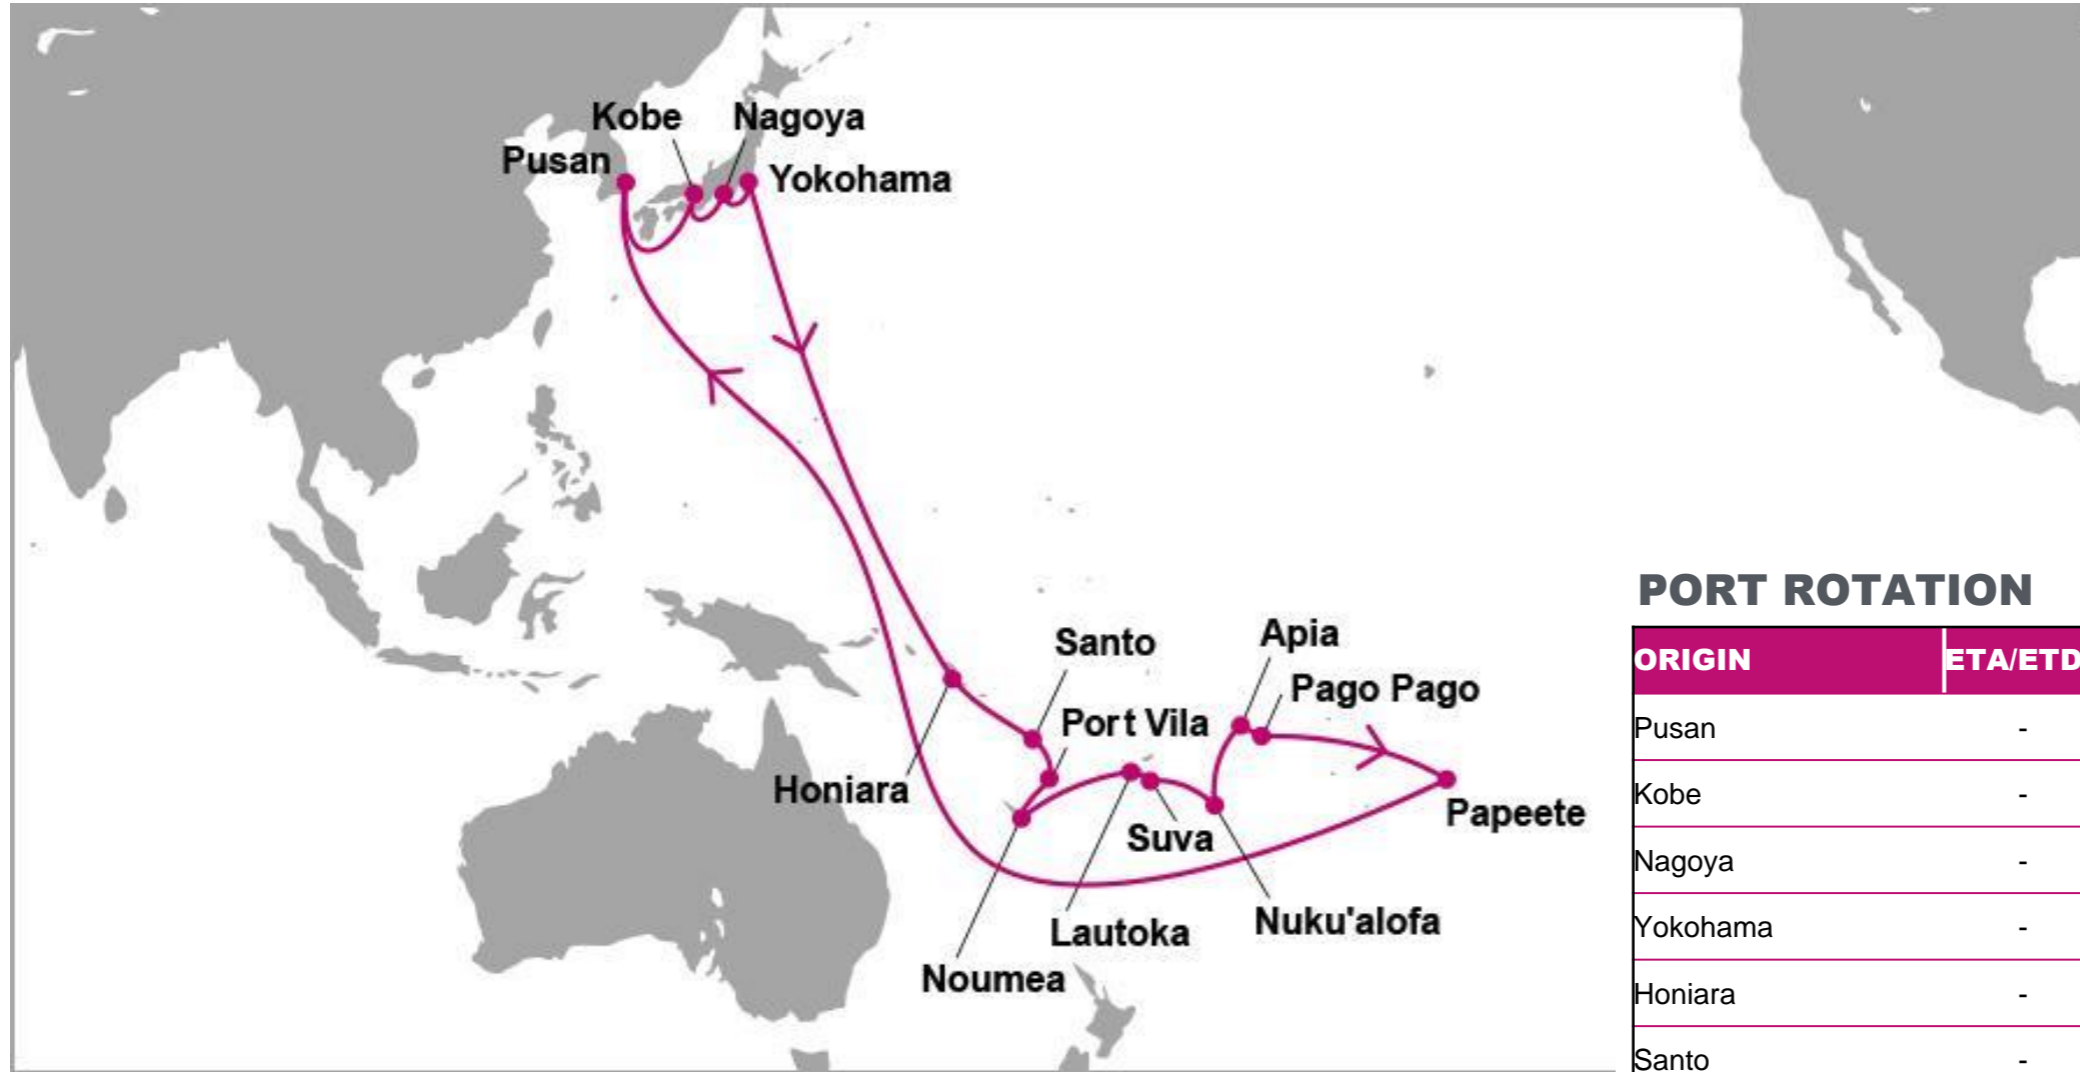 Kobe
Nagoya
Pusan
Yokohama
Santo
Apia
Pago Pago
Port Vila
Honiara
Papeete
Suva
Nuku'alofa
Lautoka
Noumea
PORT ROTATION
ORIGIN ETA/ETD
Pusan -
Kobe -
Nagoya -
Yokohama -
Honiara -
Santo -